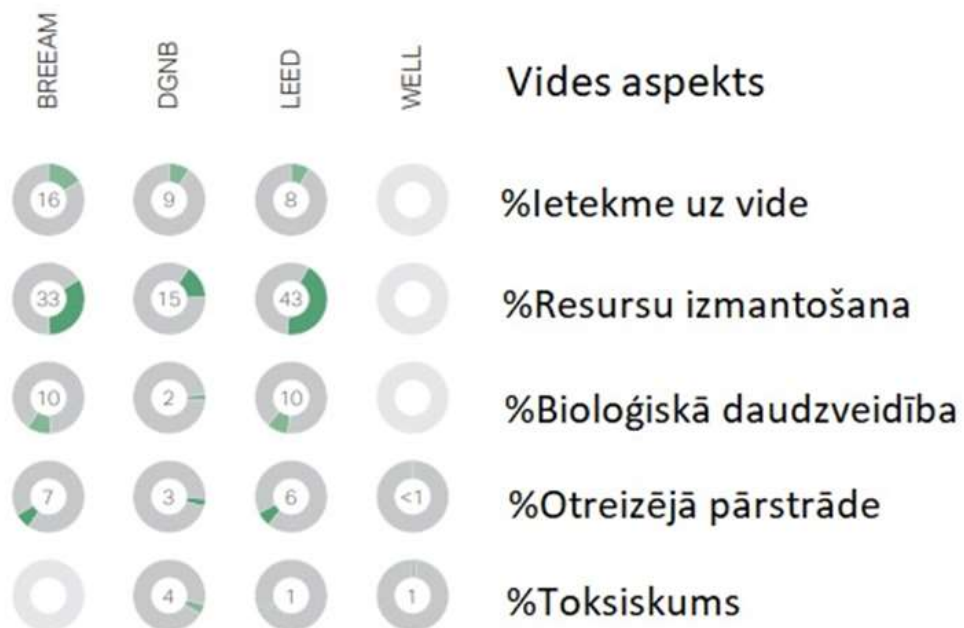 BREEAM DGNB LEED WELL Vides aspekts
16 9 8 %Ietekme uz vide
33 15 43 %Resursu izmantošana
10 2 10 %Bioloģiskā daudzveidība
7 3 6 <1 %Otreizējā pārstrāde
4 1 1 %Toksiskums